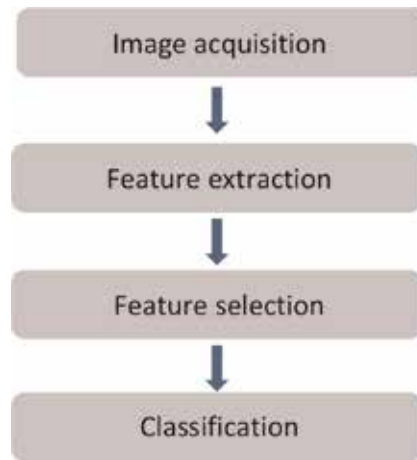 Image acquisition
Feature extraction
Feature selection
Classification